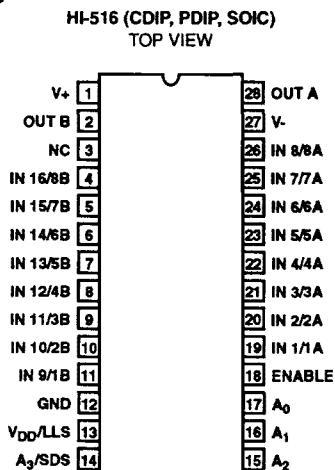 HI-516 (CDIP, PDIP, SOIC)
TOP VIEW
V+ 1 28 OUT A
OUT B 2 27 V-
NC 3 26 IN 8/8A
IN 16/8B 4 25 IN 7/7A
IN 15/7B 5 24 IN 6/6A
IN 14/6B 6 23 IN 5/5A
IN 13/5B 7 22 IN 4/4A
IN 12/4B 8 21 IN 3/3A
IN 11/3B 9 20 IN 2/2A
IN 10/2B 10 19 IN 1/1A
IN 9/1B 11 18 ENABLE
GND 12 17 A0
VDD/LLS 13 16 A1
A3/SDS 14 15 A2